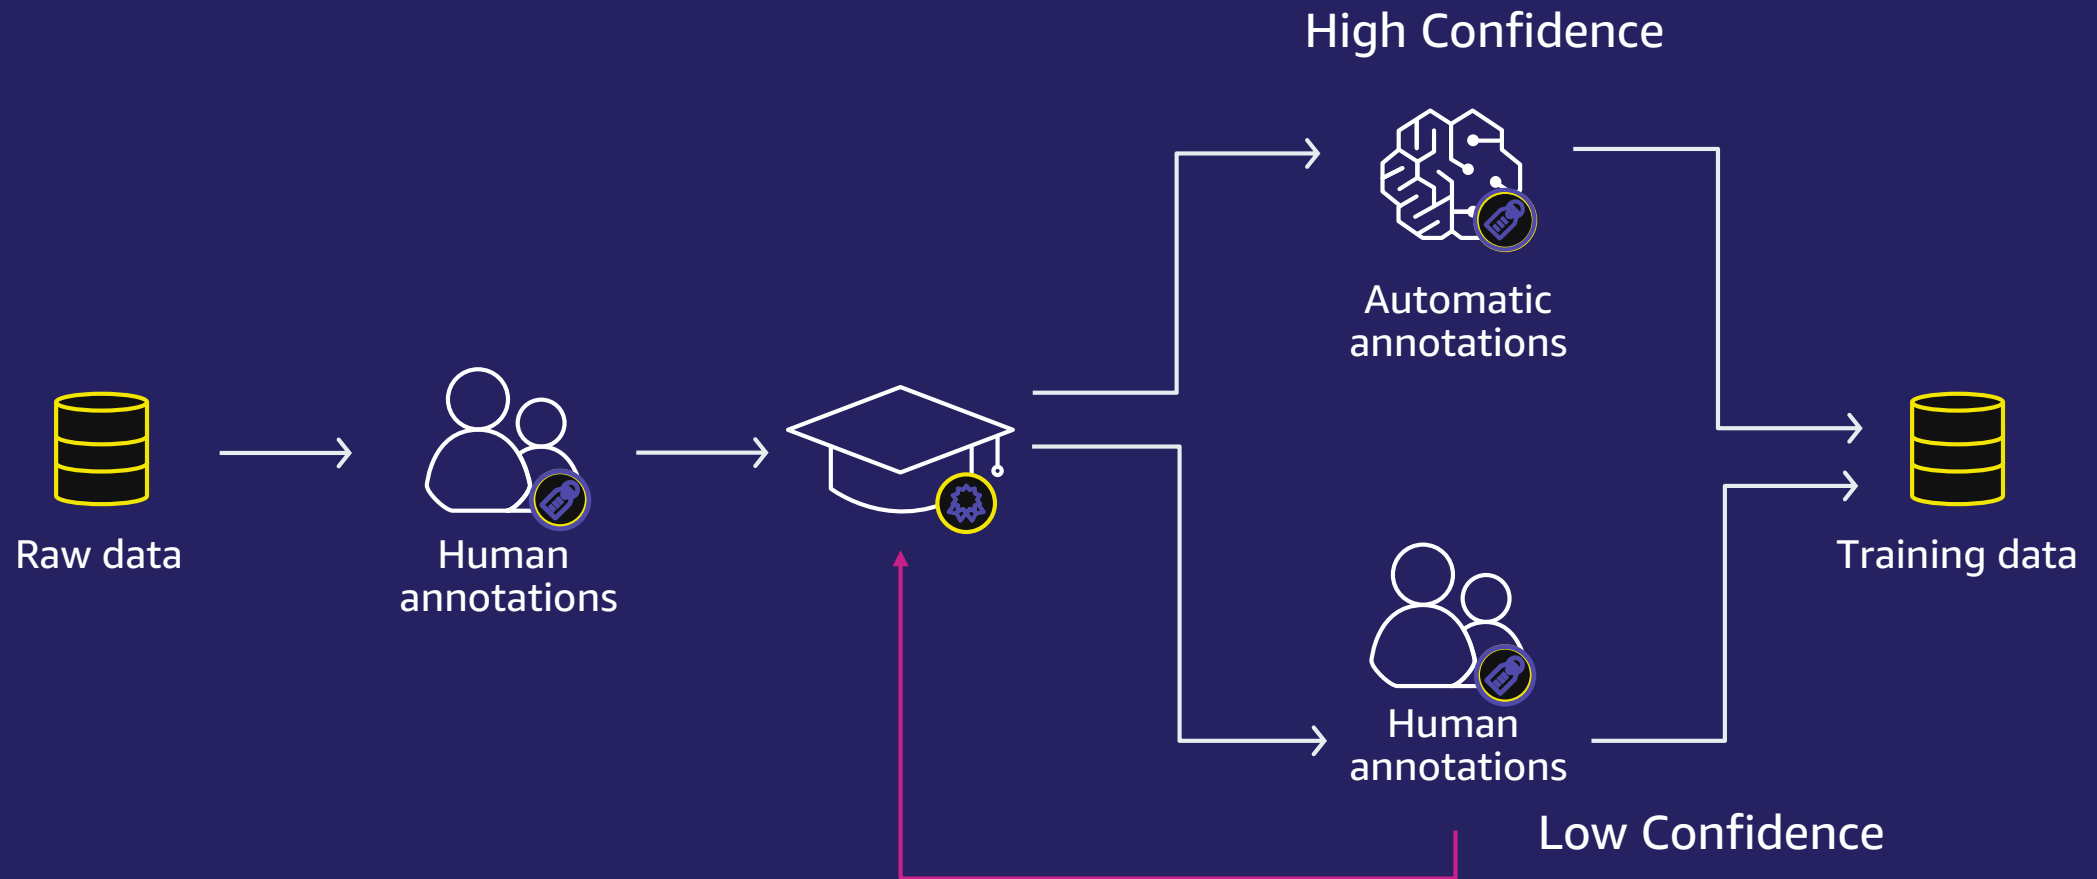 High Confidence
Automatic
annotations
Raw data
Human
annotations
Training data
Human
annotations
Low Confidence